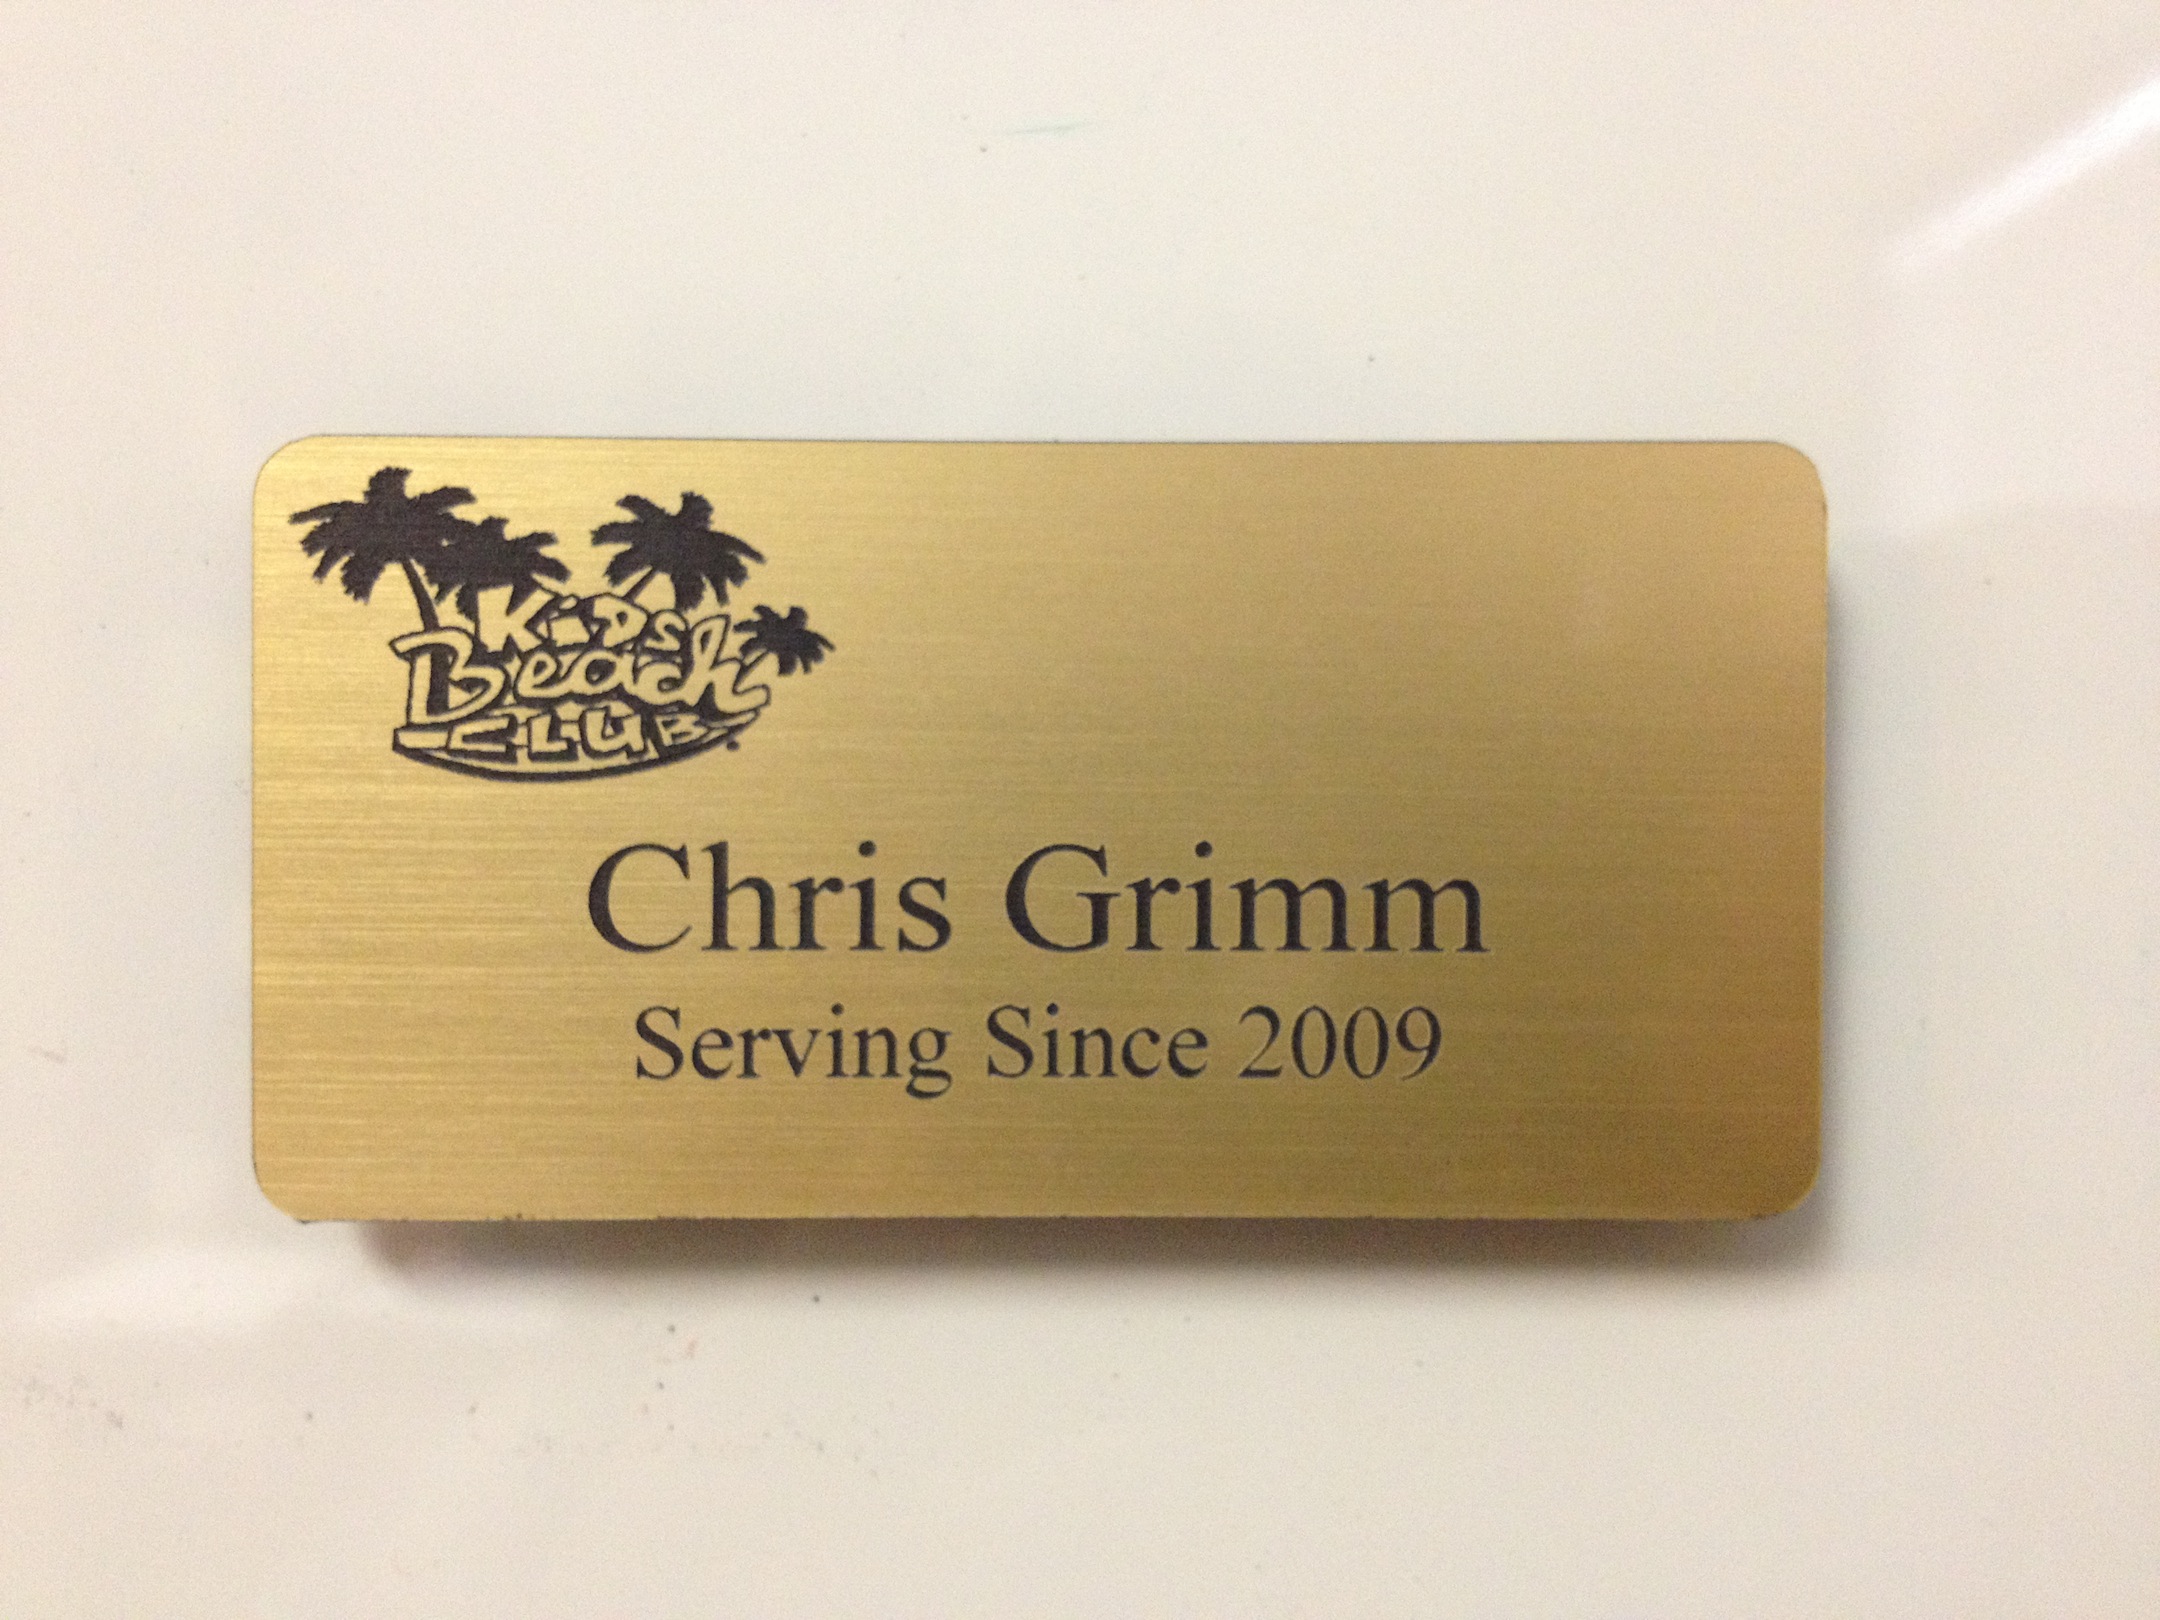 KiDS
Beach
CLUB
Chris Grimm
Serving Since 2009